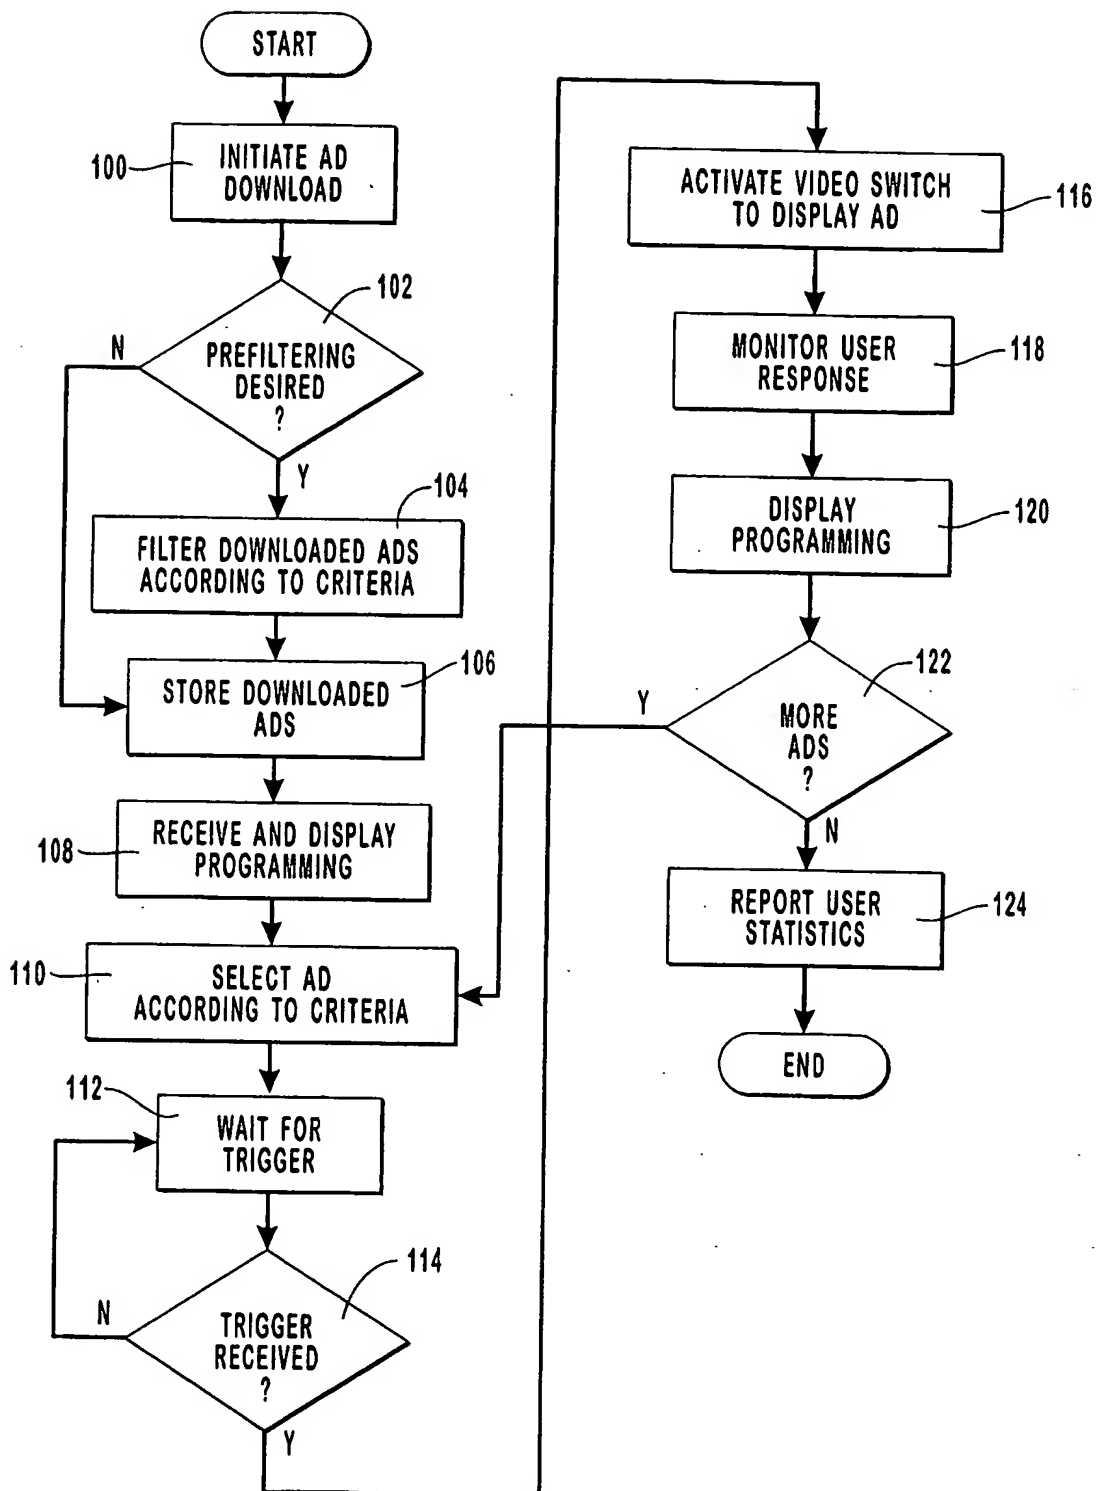 START
100
INITIATE AD
DOWNLOAD
102
N
PREFILTERING
DESIRED
?
Y
104
FILTER DOWNLOADED ADS
ACCORDING TO CRITERIA
106
STORE DOWNLOADED
ADS
108
RECEIVE AND DISPLAY
PROGRAMMING
110
SELECT AD
ACCORDING TO CRITERIA
112
WAIT FOR
TRIGGER
114
N
TRIGGER
RECEIVED
?
Y
ACTIVATE VIDEO SWITCH
TO DISPLAY AD
116
MONITOR USER
RESPONSE
118
DISPLAY
PROGRAMMING
120
122
Y
MORE
ADS
?
N
REPORT USER
STATISTICS
124
END